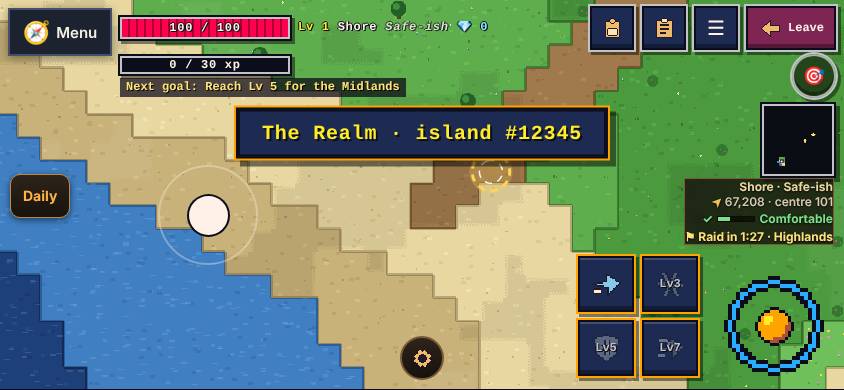 Menu
100 / 100
Lv 1 Shore Safe-ish 💎 0
Leave
0 / 30 xp
Next goal: Reach Lv 5 for the Midlands
The Realm · island #12345
Daily
Shore · Safe-ish
67,208 · centre 101
✓ Comfortable
Raid in 1:27 · Highlands
Lv3
Lv5
Lv7